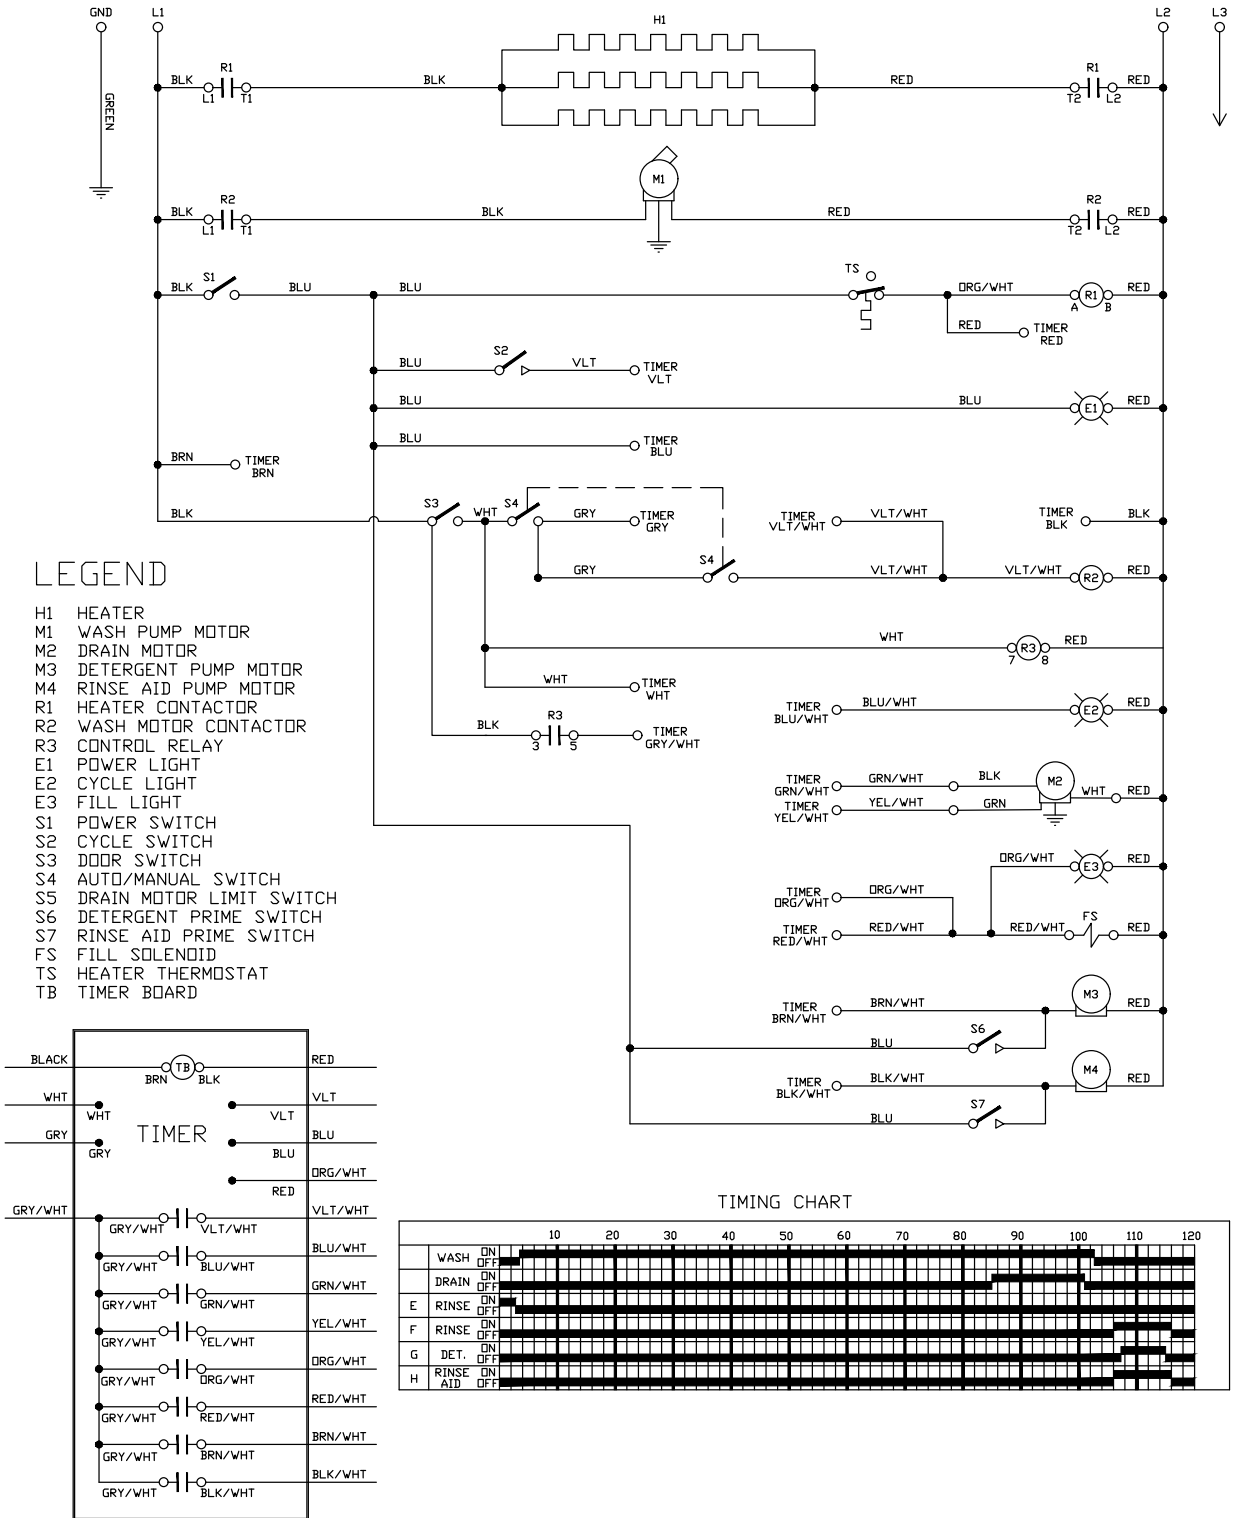 GND L1 H1 L2 L3
BLK R1 BLK RED R1 RED
L1 T1 T2 L2
GREEN
M1
BLK R2 BLK RED R2 RED
L1 T1 T2 L2
BLK S1 BLU BLU TS ORG/WHT R1 RED
A B
RED TIMER
RED
BLU S2 VLT TIMER
VLT
BLU BLU E1 RED
BLU TIMER
BLU
BRN TIMER
BRN
BLK S3 WHT S4 GRY TIMER
GRY
TIMER
VLT/WHT VLT/WHT TIMER
BLK BLK
GRY S4 VLT/WHT VLT/WHT R2 RED
WHT R3 RED
7 8
WHT TIMER
WHT
TIMER
BLU/WHT BLU/WHT E2 RED
BLK R3 TIMER
GRY/WHT
3 5
TIMER
GRN/WHT GRN/WHT BLK M2 WHT RED
TIMER
YEL/WHT YEL/WHT GRN
ORG/WHT E3 RED
TIMER
ORG/WHT ORG/WHT
TIMER
RED/WHT RED/WHT RED/WHT FS RED
TIMER
BRN/WHT BRN/WHT M3 RED
BLU S6
TIMER
BLK/WHT BLK/WHT M4 RED
BLU S7
LEGEND
H1 HEATER
M1 WASH PUMP MOTOR
M2 DRAIN MOTOR
M3 DETERGENT PUMP MOTOR
M4 RINSE AID PUMP MOTOR
R1 HEATER CONTACTOR
R2 WASH MOTOR CONTACTOR
R3 CONTROL RELAY
E1 POWER LIGHT
E2 CYCLE LIGHT
E3 FILL LIGHT
S1 POWER SWITCH
S2 CYCLE SWITCH
S3 DOOR SWITCH
S4 AUTO/MANUAL SWITCH
S5 DRAIN MOTOR LIMIT SWITCH
S6 DETERGENT PRIME SWITCH
S7 RINSE AID PRIME SWITCH
FS FILL SOLENOID
TS HEATER THERMOSTAT
TB TIMER BOARD
BLACK TB RED
BRN BLK
WHT VLT
WHT VLT
TIMER
GRY BLU
GRY BLU
ORG/WHT
RED
GRY/WHT VLT/WHT
GRY/WHT VLT/WHT
BLU/WHT
GRY/WHT BLU/WHT
GRN/WHT
GRY/WHT GRN/WHT
YEL/WHT
GRY/WHT YEL/WHT
ORG/WHT
GRY/WHT ORG/WHT
RED/WHT
GRY/WHT RED/WHT
BRN/WHT
GRY/WHT BRN/WHT
BLK/WHT
GRY/WHT BLK/WHT
TIMING CHART
10 20 30 40 50 60 70 80 90 100 110 120
WASH ON
OFF
DRAIN ON
OFF
E RINSE ON
OFF
F RINSE ON
OFF
G DET. ON
OFF
H RINSE AID ON
OFF